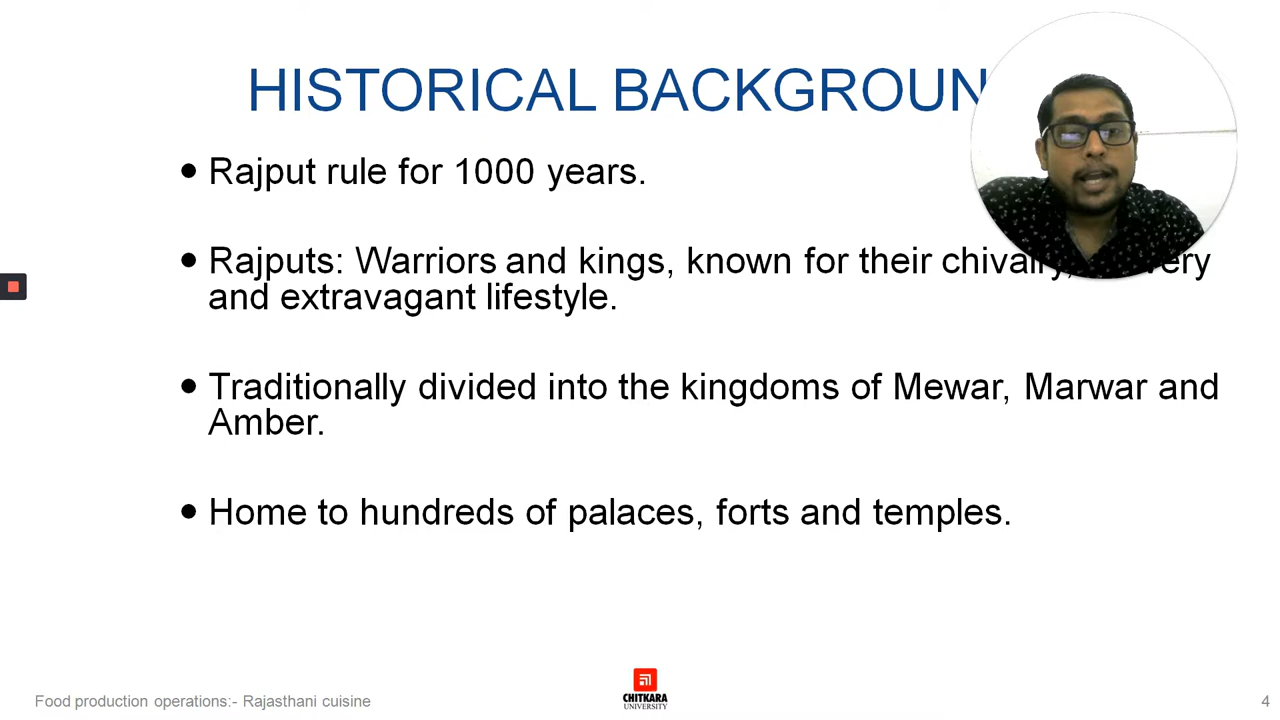 HISTORICAL BACKGROUN
• Rajput rule for 1000 years.
• Rajputs: Warriors and kings, known for their chivalry,
and extravagant lifestyle.
• Traditionally divided into the kingdoms of Mewar, Marwar and
Amber.
• Home to hundreds of palaces, forts and temples.
Food production operations:- Rajasthani cuisine
CHITKARA
UNIVERSITY
4